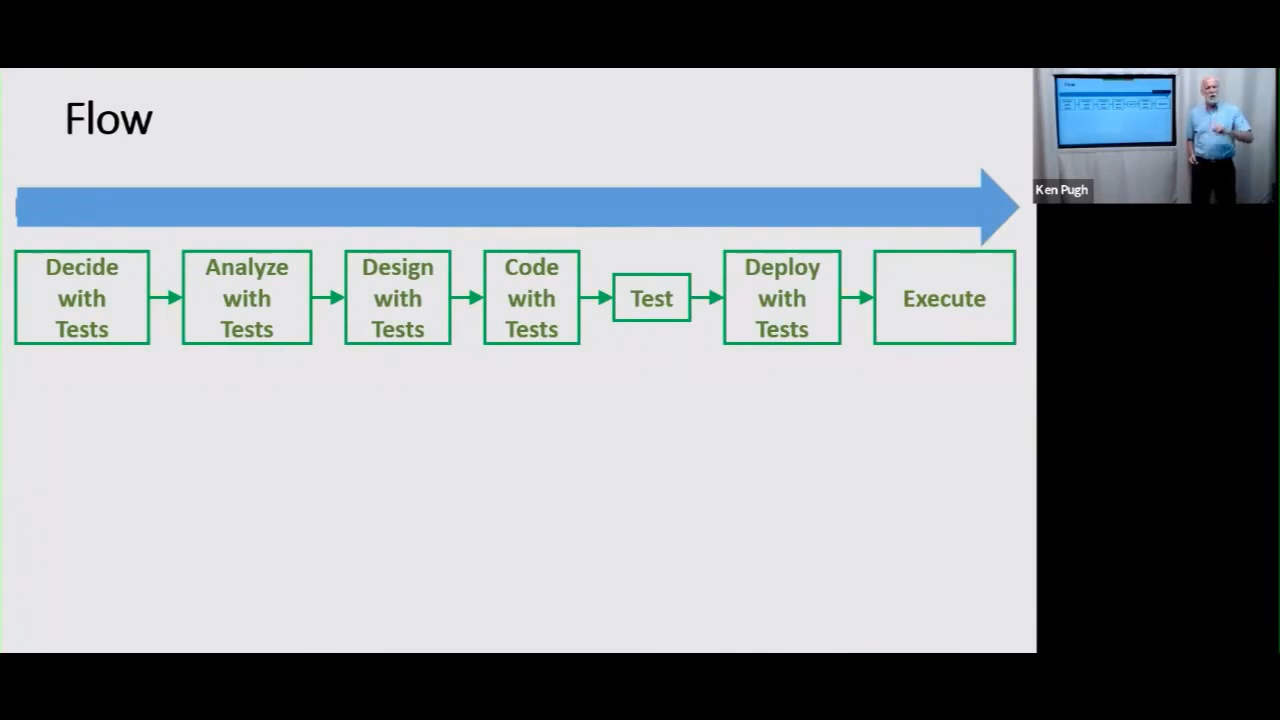 Flow
Decide
with
Tests
Analyze
with
Tests
Design
with
Tests
Code
with
Tests
Test
Deploy
with
Tests
Execute
Ken Pugh
Flow